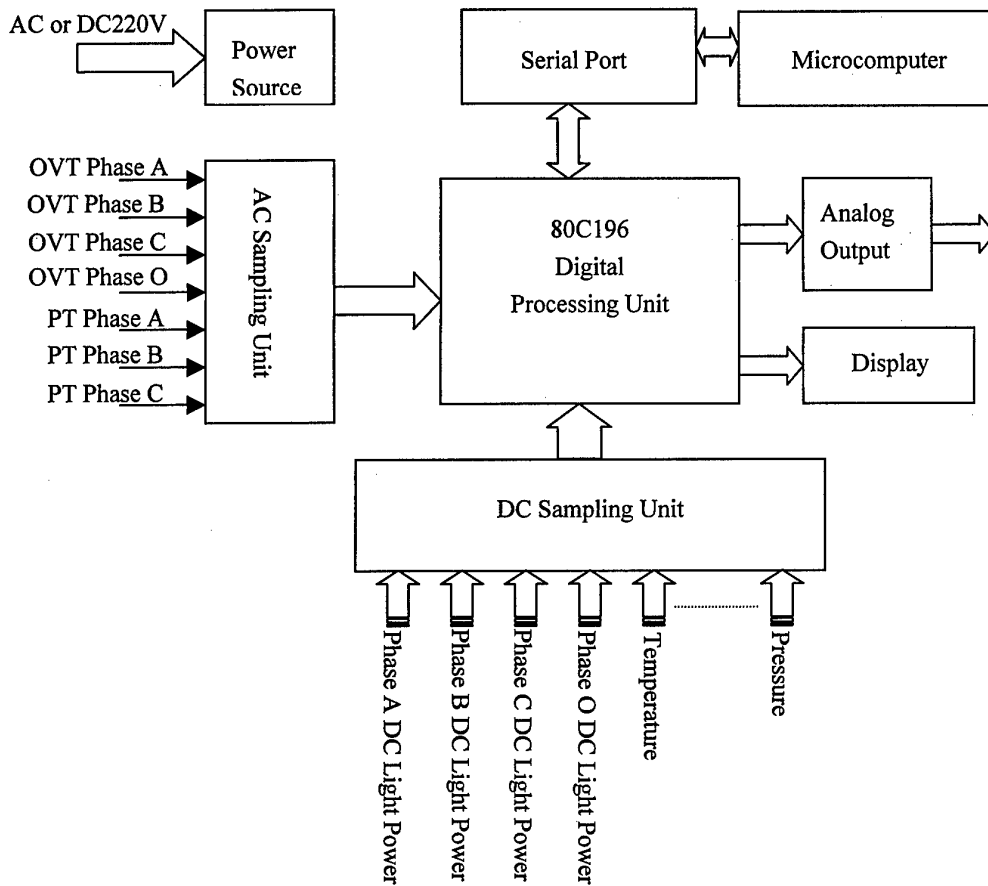 AC or DC220V
Power
Source
Serial Port
Microcomputer
OVT Phase A
OVT Phase B
OVT Phase C
OVT Phase O
PT Phase A
PT Phase B
PT Phase C
AC Sampling Unit
80C196
Digital
Processing Unit
Analog
Output
Display
DC Sampling Unit
Phase A DC Light Power
Phase B DC Light Power
Phase C DC Light Power
Phase O DC Light Power
Temperature
Pressure